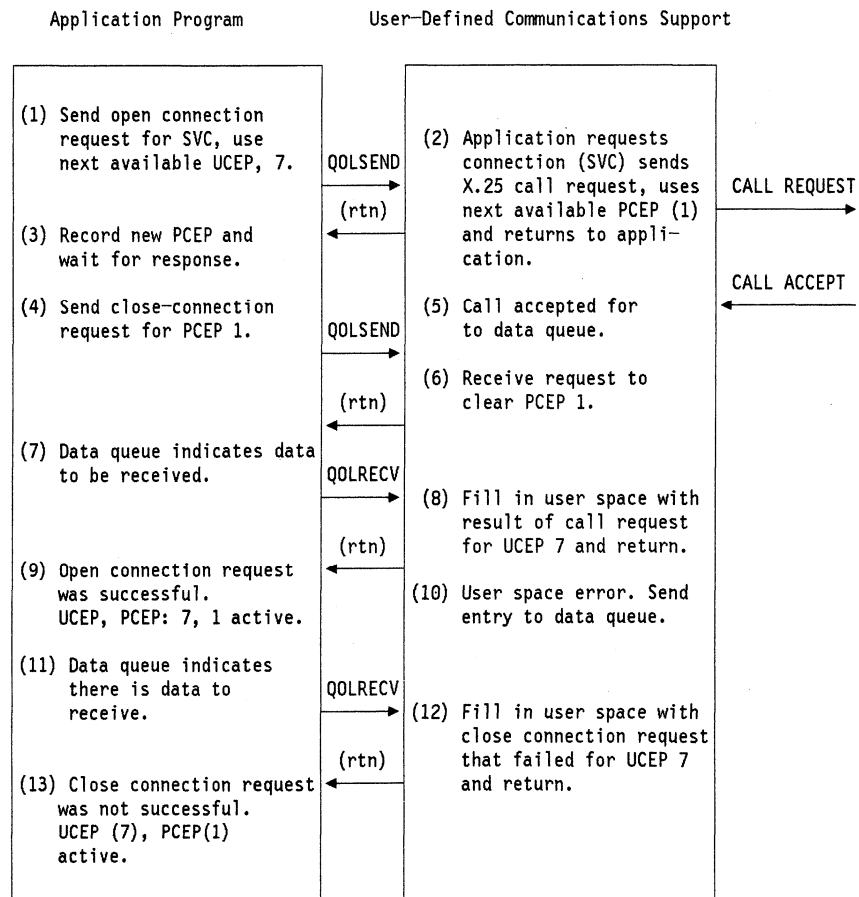 Application Program
User-Defined Communications Support
(1) Send open connection
request for SVC, use
next available UCEP, 7.
QOLSEND
(2) Application requests
connection (SVC) sends
X.25 call request, uses
next available PCEP (1)
and returns to appli-
cation.
CALL REQUEST
(rtn)
(3) Record new PCEP and
wait for response.
CALL ACCEPT
(4) Send close-connection
request for PCEP 1.
QOLSEND
(5) Call accepted for
to data queue.
(6) Receive request to
clear PCEP 1.
(rtn)
(7) Data queue indicates data
to be received.
QOLRECV
(8) Fill in user space with
result of call request
for UCEP 7 and return.
(rtn)
(9) Open connection request
was successful.
UCEP, PCEP: 7, 1 active.
(10) User space error. Send
entry to data queue.
(11) Data queue indicates
there is data to
receive.
QOLRECV
(12) Fill in user space with
close connection request
that failed for UCEP 7
and return.
(rtn)
(13) Close connection request
was not successful.
UCEP (7), PCEP(1)
active.